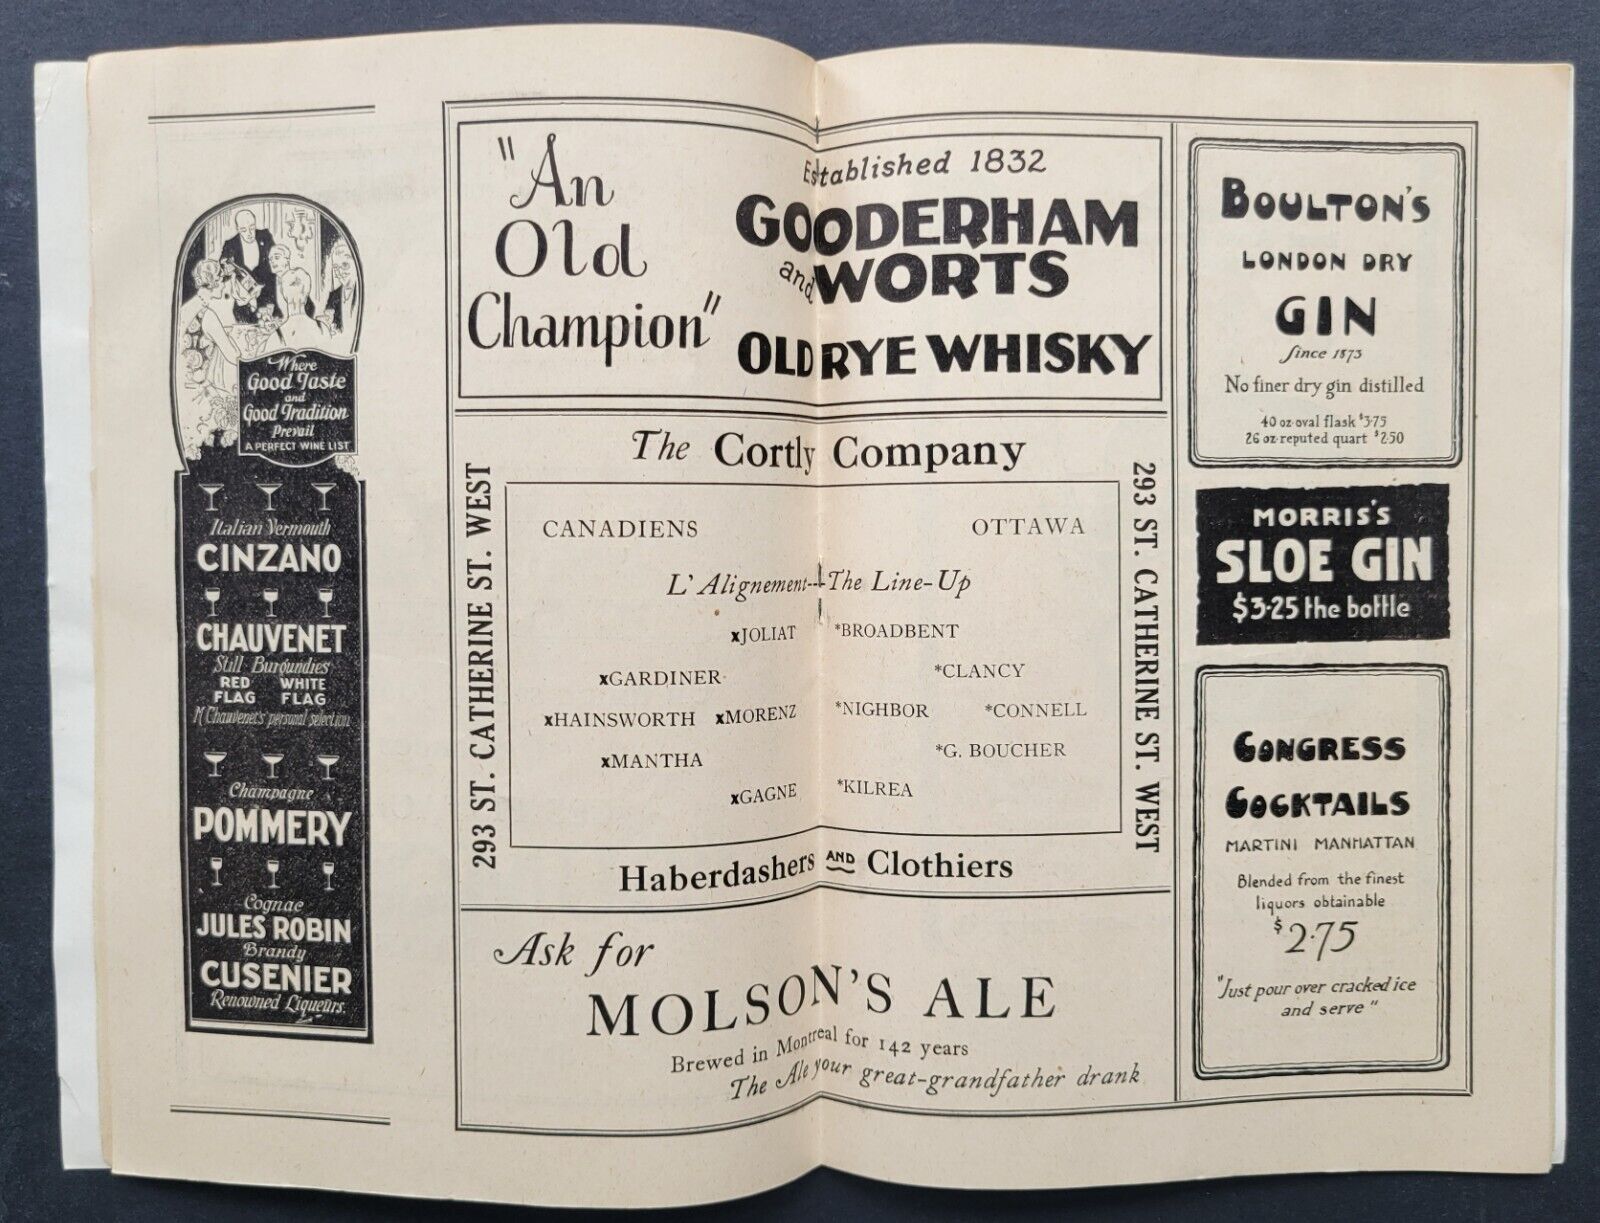 Where
Good Taste
and
Good Tradition
Prevail
A PERFECT WINE LIST
Italian Vermouth
CINZANO
CHAUVENET
Still Burgundies
RED WHITE
FLAG FLAG
M Chauvenet's personal selection
Champagne
POMMERY
Cognac
JULES ROBIN
Brandy
CUSENIER
Renowned Liqueurs.
"An
Old
Champion"
Established 1832
GOODERHAM
and WORTS
OLD RYE WHISKY
The Cortly Company
293 ST. CATHERINE ST. WEST
CANADIENS OTTAWA
L'Alignement---The Line-Up
xJOLIAT *BROADBENT
xGARDINER *CLANCY
xHAINSWORTH xMORENZ *NIGHBOR *CONNELL
xMANTHA *G. BOUCHER
xGAGNE *KILREA
293 ST. CATHERINE ST. WEST
Haberdashers AND Clothiers
Ask for
MOLSON'S ALE
Brewed in Montreal for 142 years
The Ale your great-grandfather drank
BOULTON'S
LONDON DRY
GIN
Since 1873
No finer dry gin distilled
40 oz oval flask $3.75
26 oz reputed quart $2.50
MORRIS'S
SLOE GIN
$3.25 the bottle
CONGRESS
COCKTAILS
MARTINI MANHATTAN
Blended from the finest
liquors obtainable
$2.75
"Just pour over cracked ice
and serve"